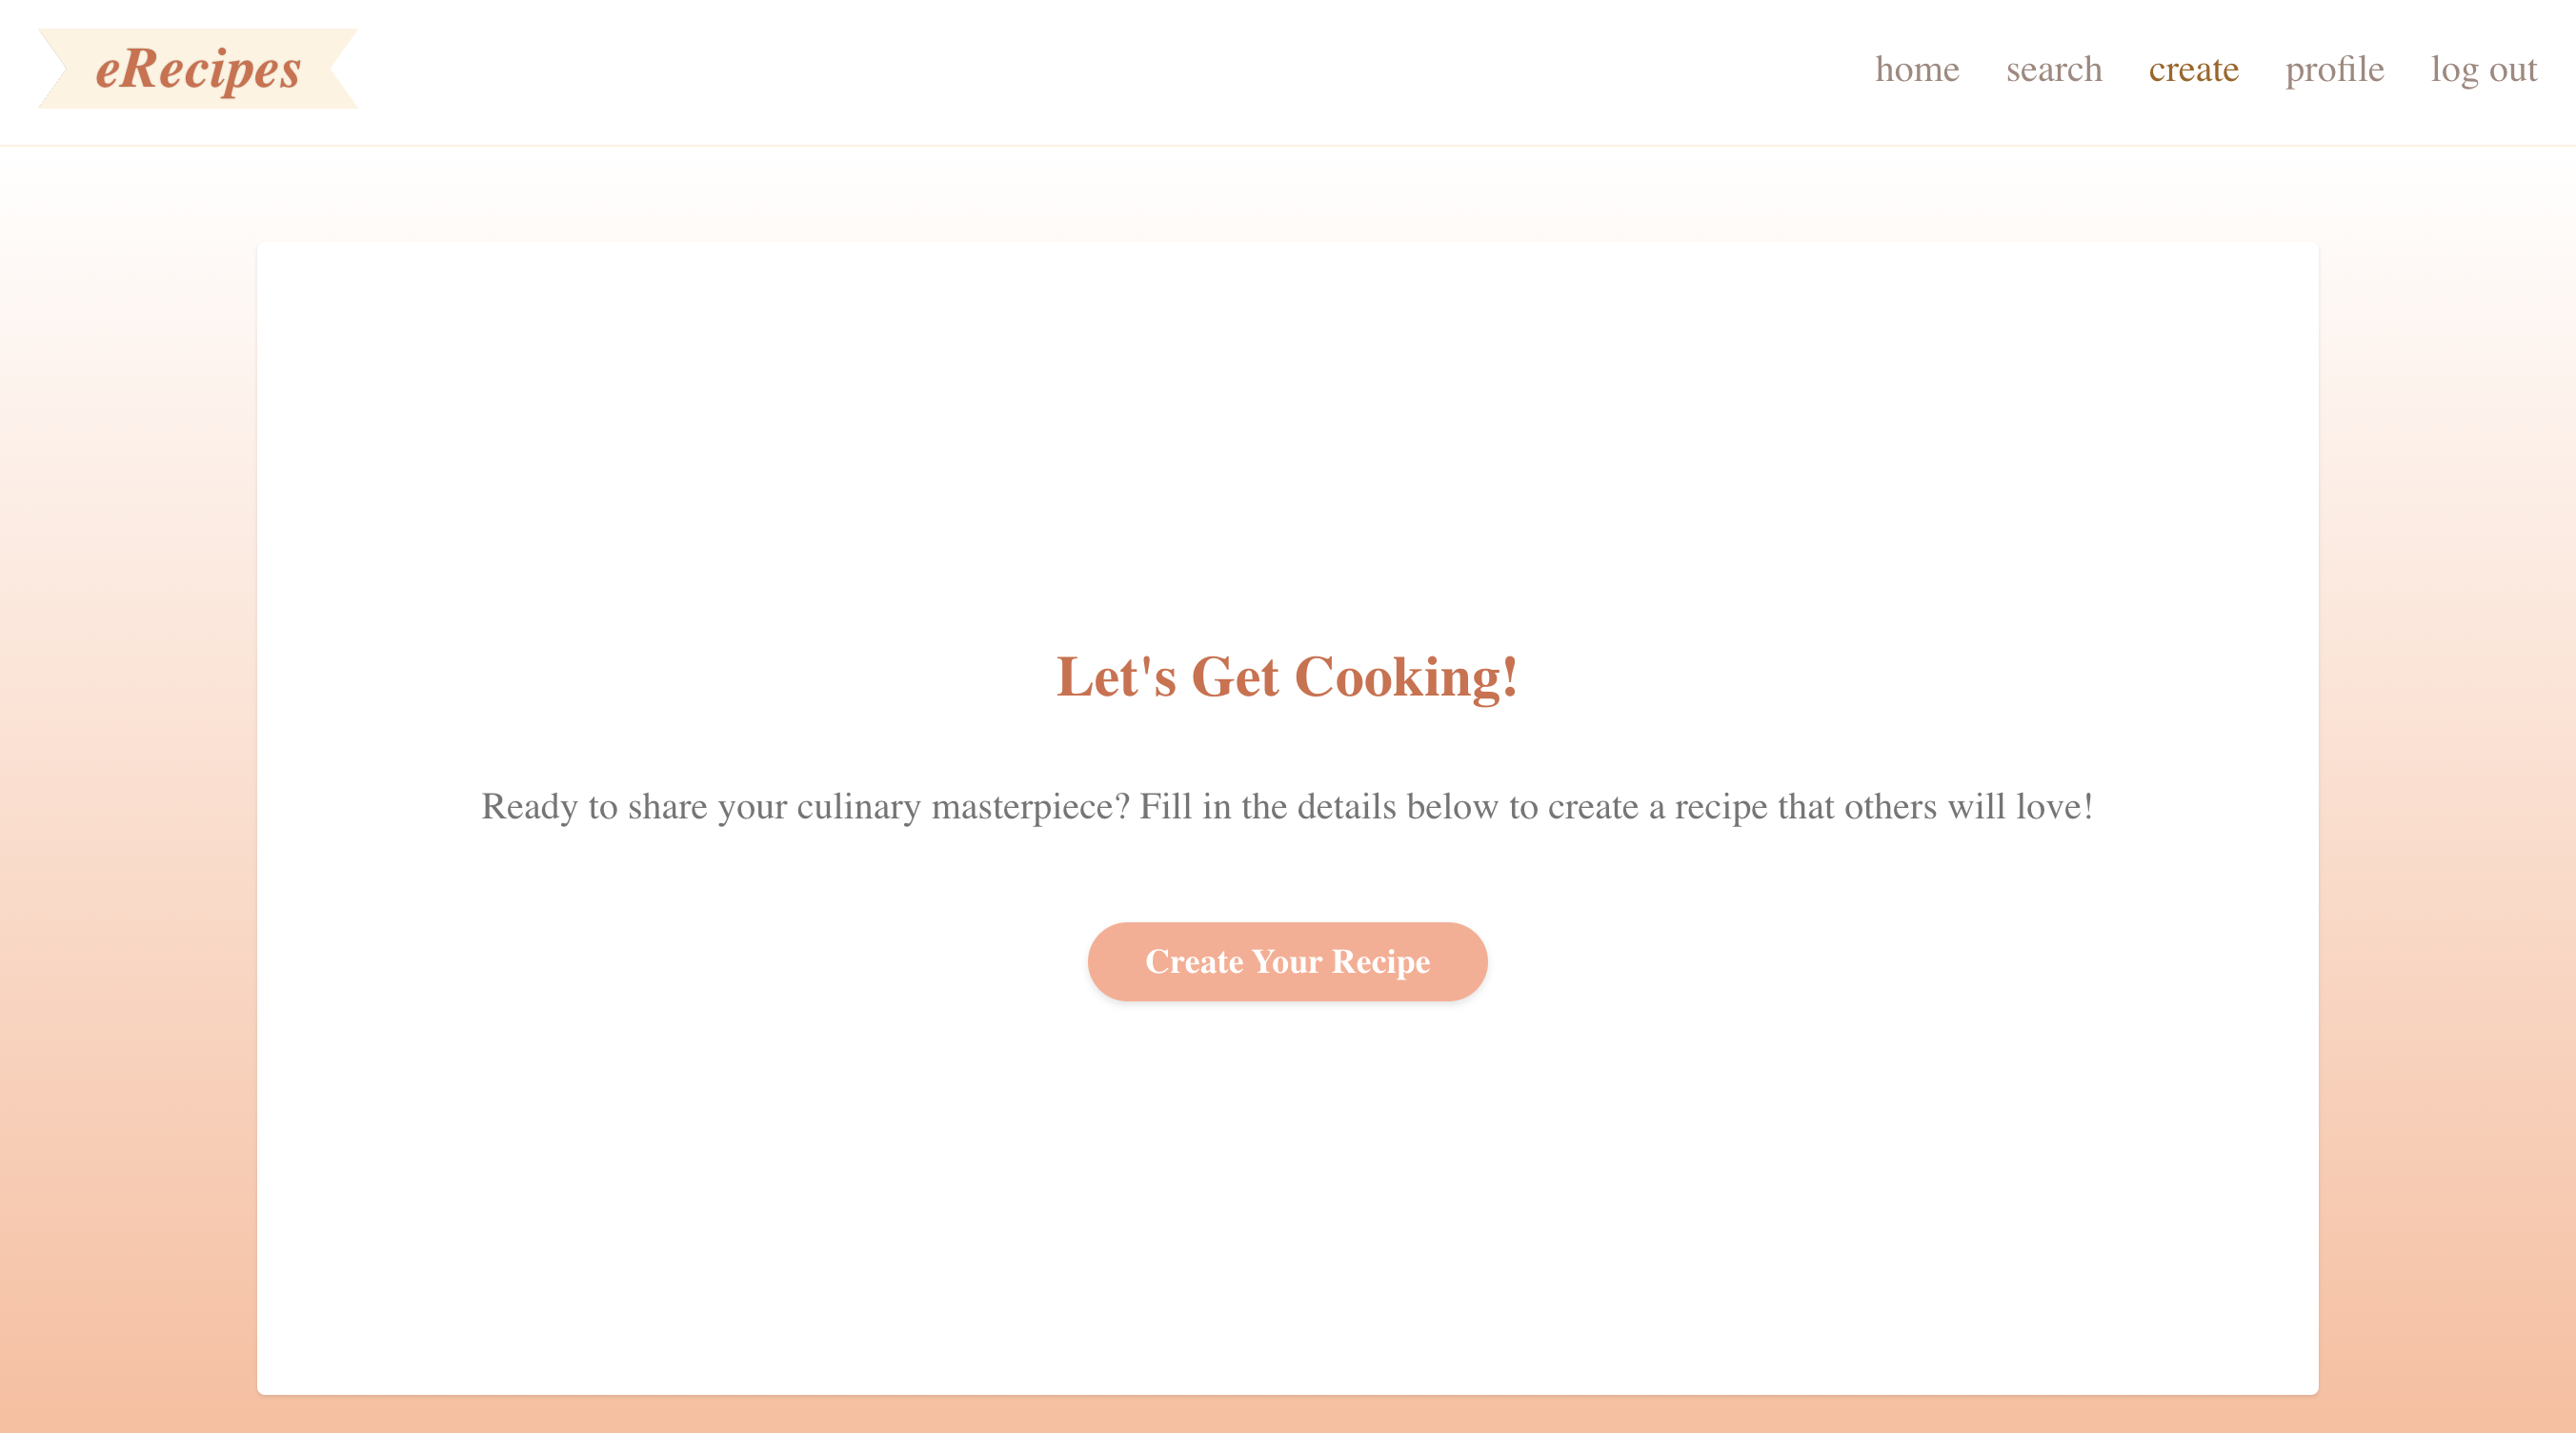 eRecipes
home search create profile log out
Let's Get Cooking!
Ready to share your culinary masterpiece? Fill in the details below to create a recipe that others will love!
Create Your Recipe